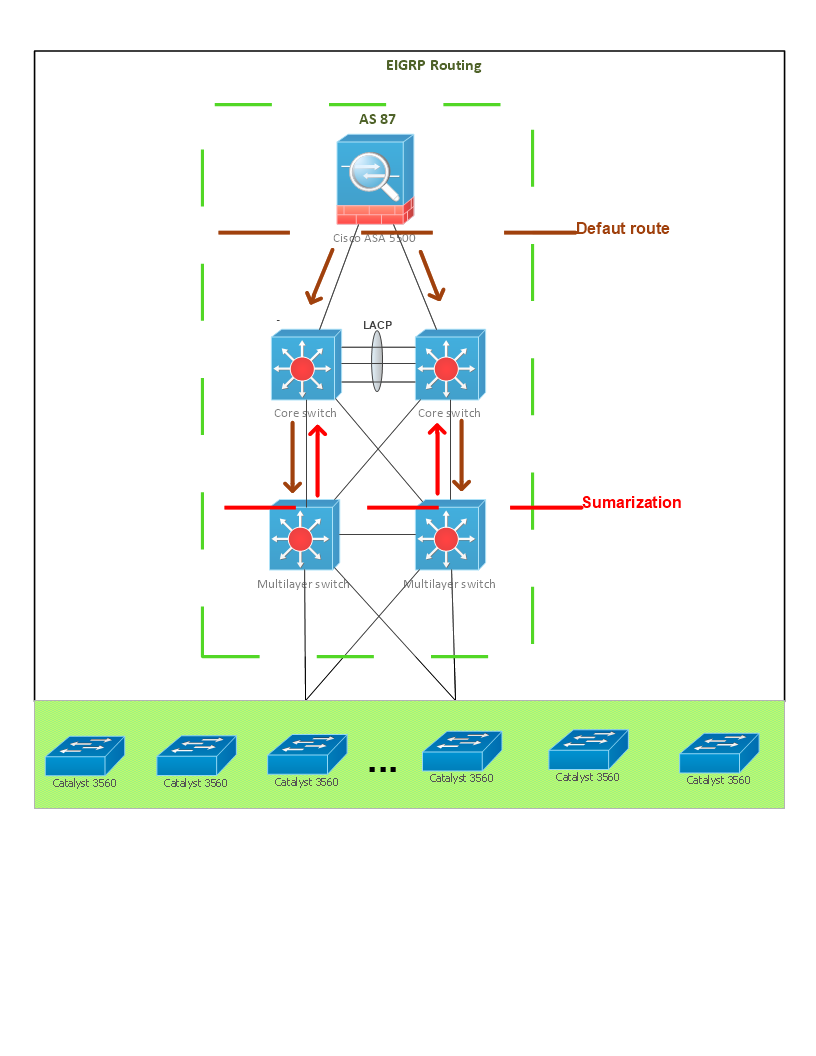 EIGRP Routing
AS 87
Cisco ASA 5500
Defaut route
-
LACP
Core switch
Core switch
Sumarization
Multilayer switch
Multilayer switch
...
Catalyst 3560
Catalyst 3560
Catalyst 3560
Catalyst 3560
Catalyst 3560
Catalyst 3560